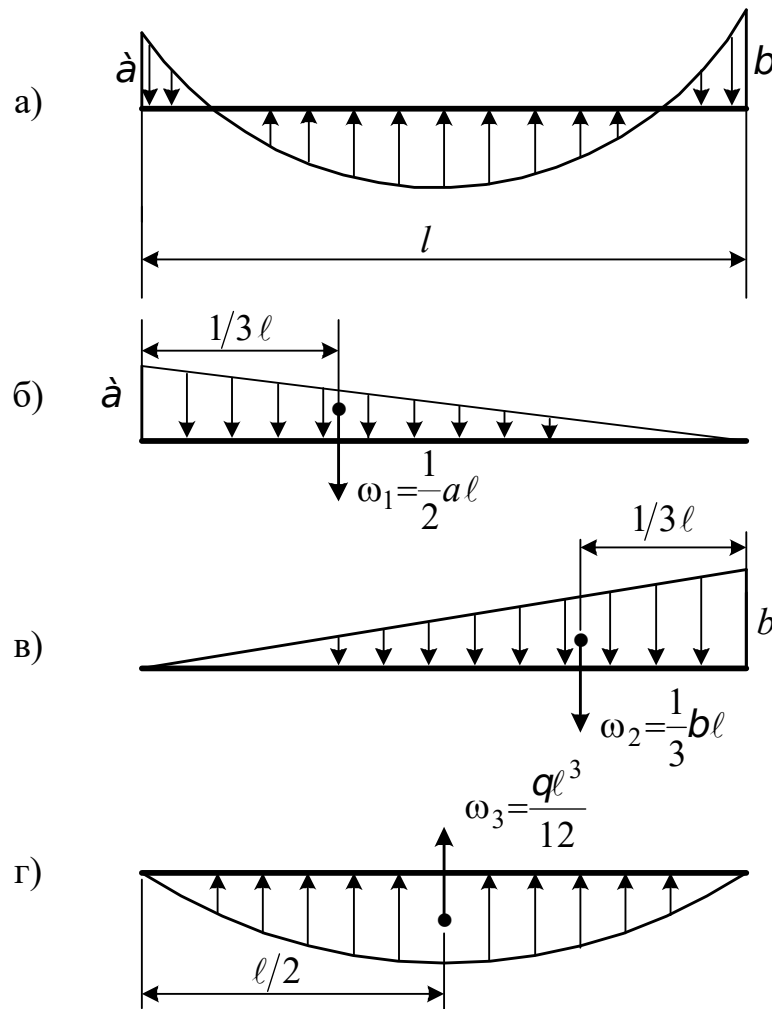 à b
а)
l
1/3 ℓ
б) à
ω₁=1/2 aℓ
1/3 ℓ
в) b
ω₂=1/3 bℓ
ω₃=qℓ³/12
г)
ℓ/2